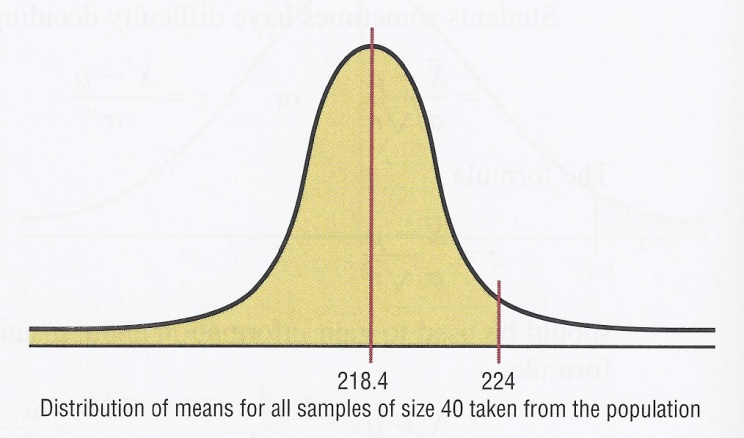 218.4 224
Distribution of means for all samples of size 40 taken from the population